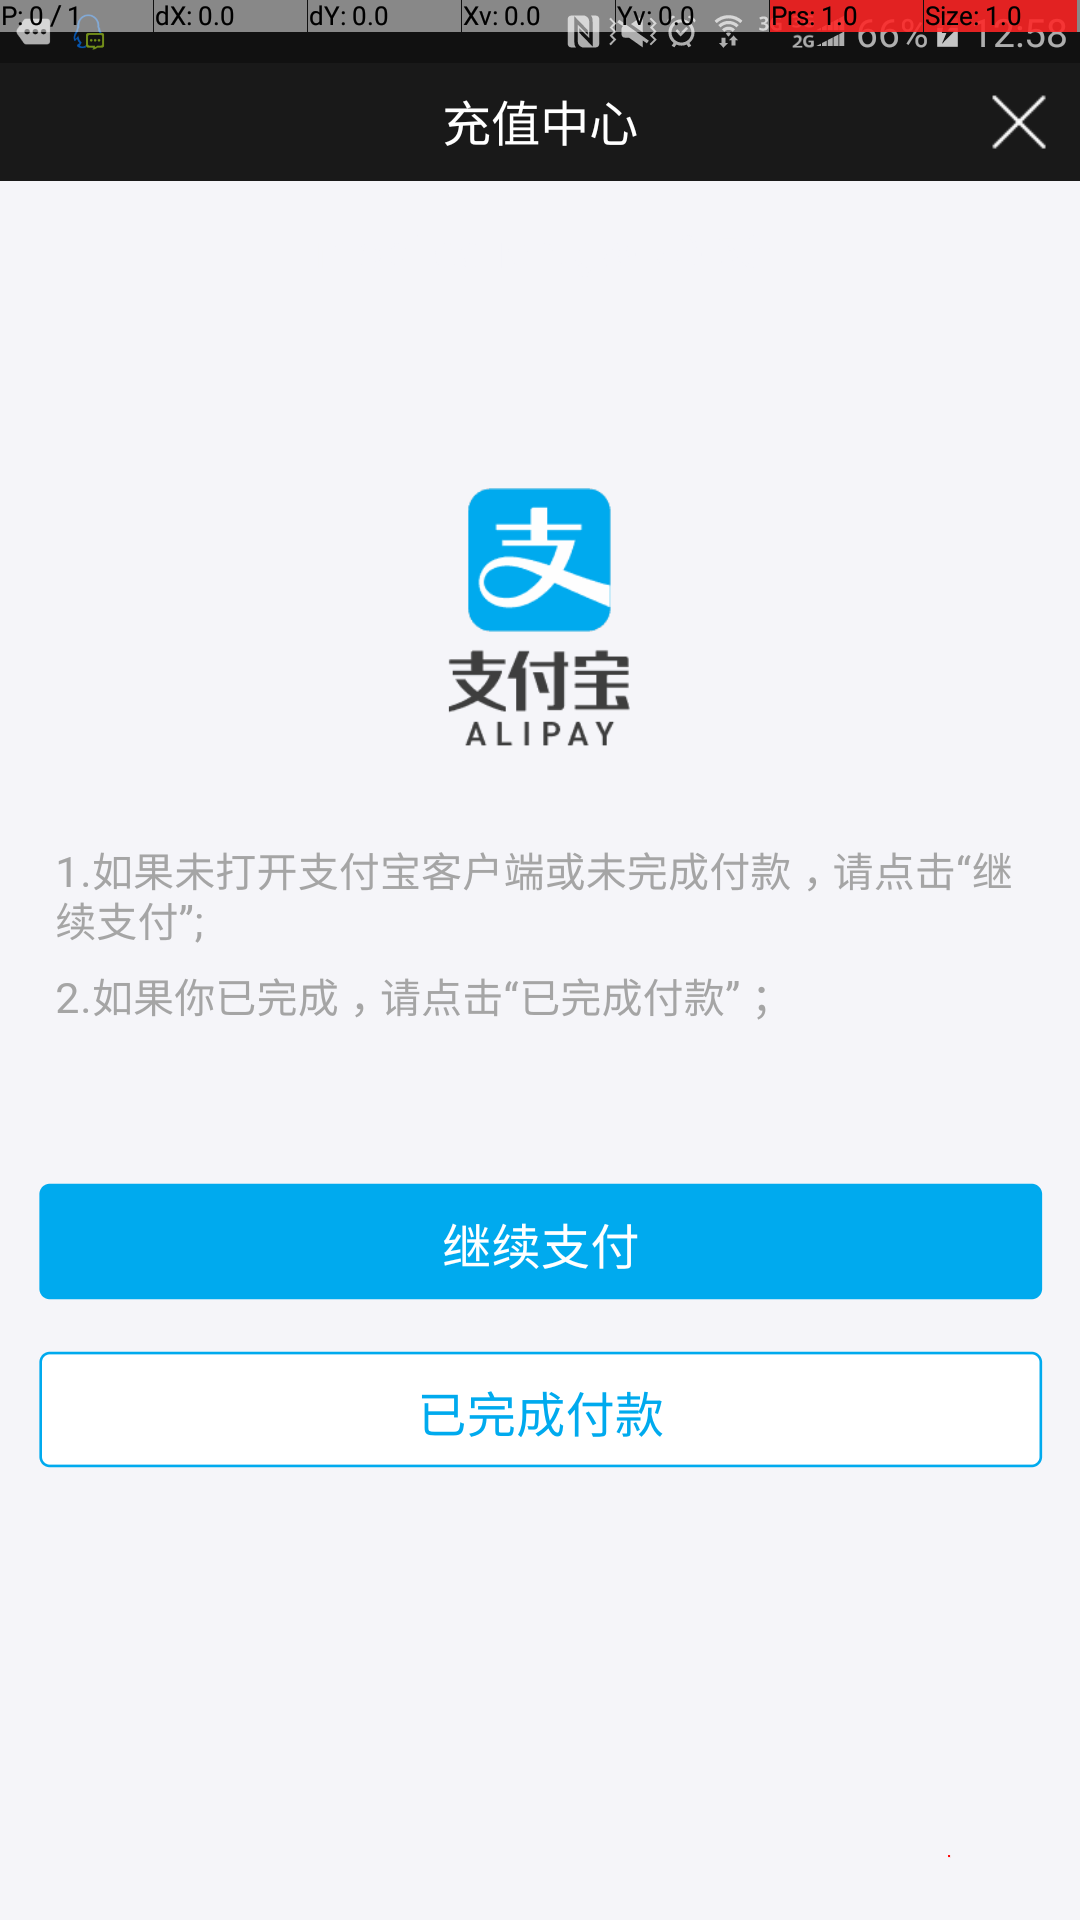 P: 0 / 1 dX: 0.0 dY: 0.0 Xv: 0.0 Yv: 0.0 Prs: 1.0 Size: 1.0
2G 66% 12:58
充值中心
支
支付宝
ALIPAY
1.如果未打开支付宝客户端或未完成付款，请点击“继
续支付”;
2.如果你已完成，请点击“已完成付款”；
继续支付
已完成付款